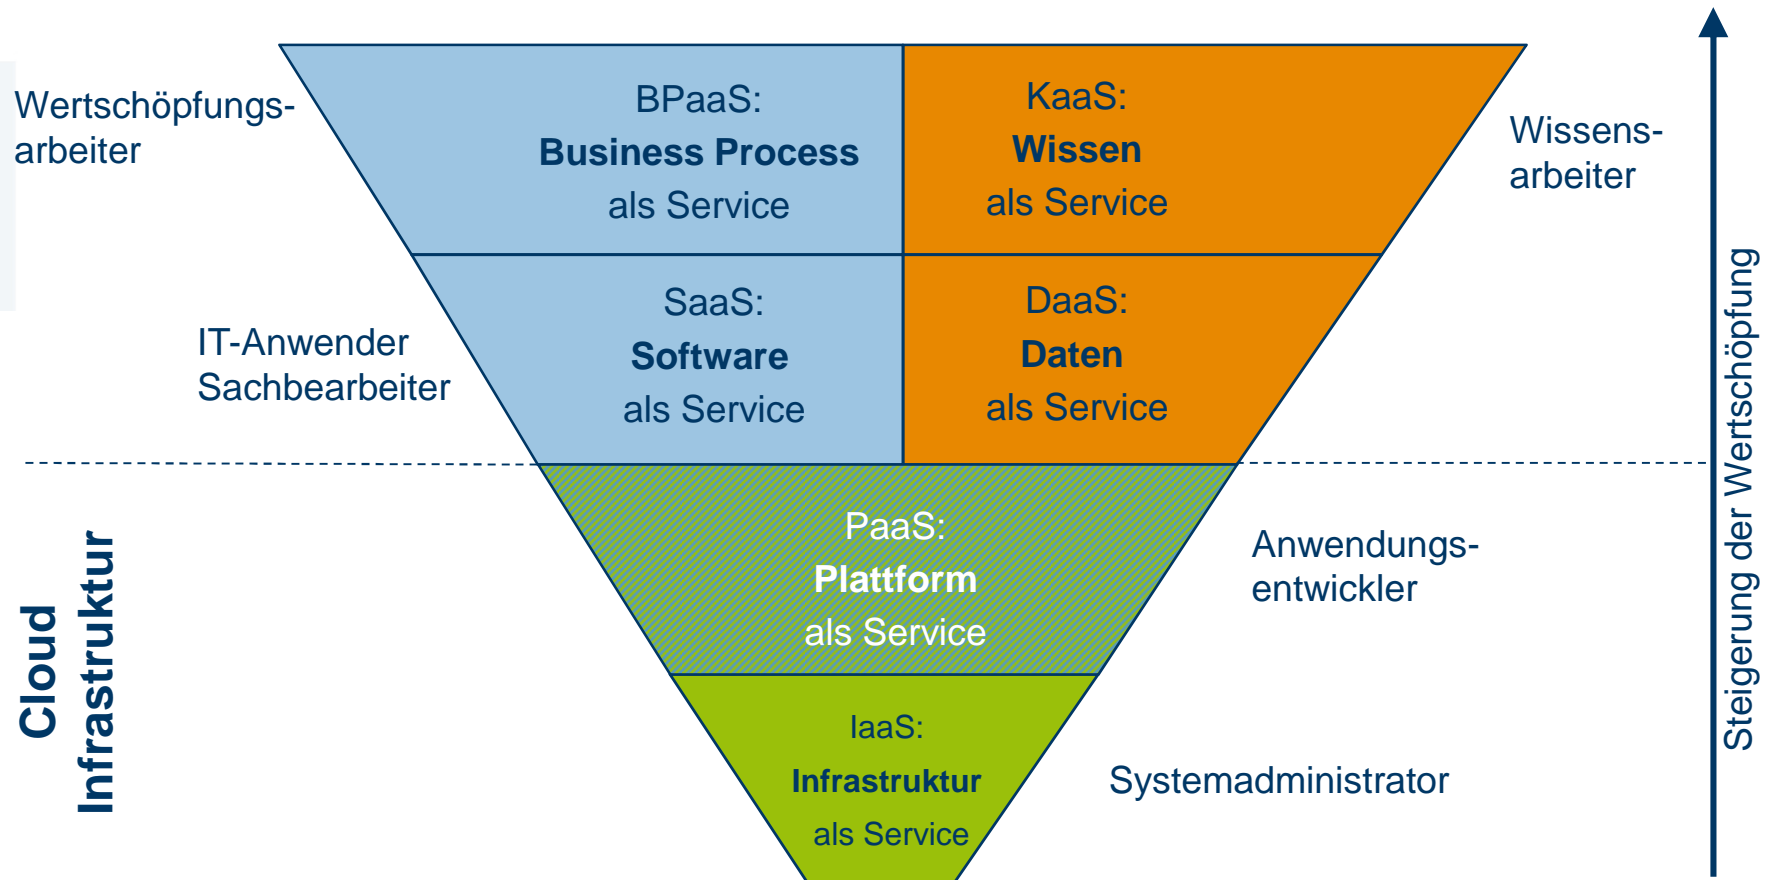 Wertschöpfungs-
arbeiter
BPaaS:
Business Process
als Service
KaaS:
Wissen
als Service
Wissens-
arbeiter
IT-Anwender
Sachbearbeiter
SaaS:
Software
als Service
DaaS:
Daten
als Service
Steigerung der Wertschöpfung
Cloud
Infrastruktur
PaaS:
Plattform
als Service
Anwendungs-
entwickler
IaaS:
Infrastruktur
als Service
Systemadministrator